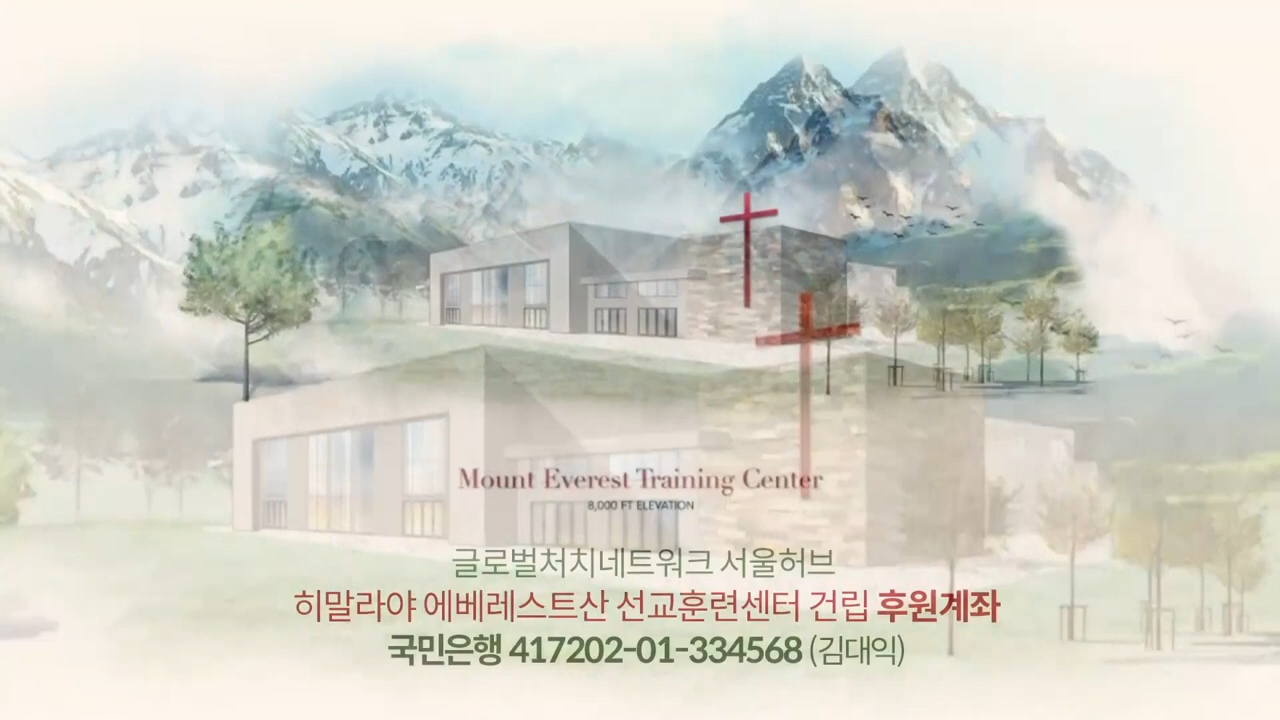 Mount Everest Training Center
8,000 FT ELEVATION
글로벌처치네트워크 서울허브
히말라야 에베레스트산 선교훈련센터 건립 후원계좌
국민은행 417202-01-334568 (김대익)